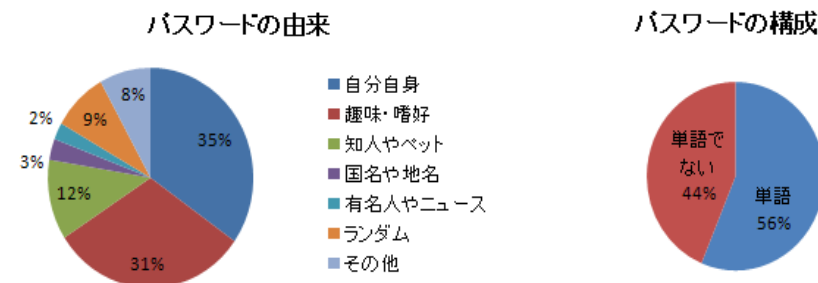 パスワードの由来
8%
2%
9%
35%
3%
12%
31%
自分自身
趣味・嗜好
知人やペット
国名や地名
有名人やニュース
ランダム
その他
パスワードの構成
単語で
ない
44%
単語
56%